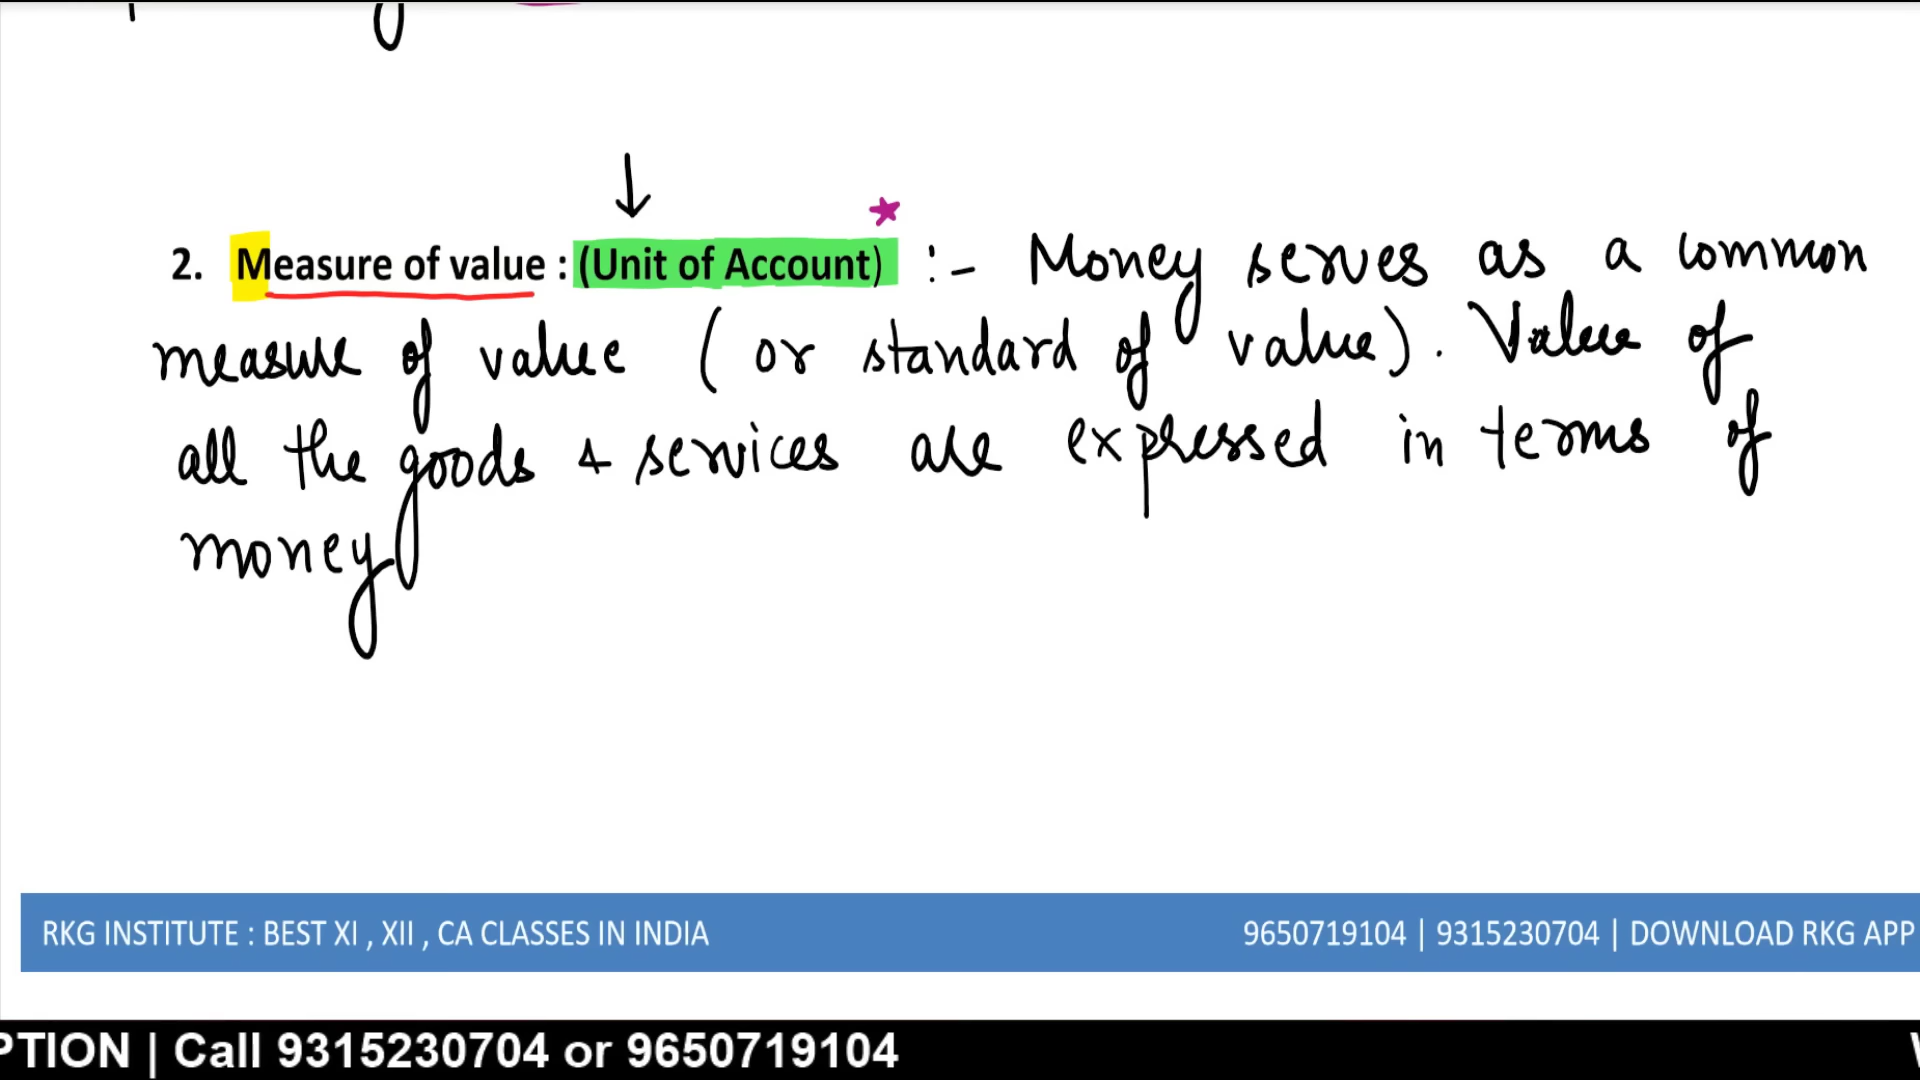 2. Measure of value : (Unit of Account) :- Money serves as a common
measure of value (or standard of value). Value of
all the goods & services are expressed in terms of
money
RKG INSTITUTE : BEST XI , XII , CA CLASSES IN INDIA 9650719104 | 9315230704 | DOWNLOAD RKG APP
PTION | Call 9315230704 or 9650719104